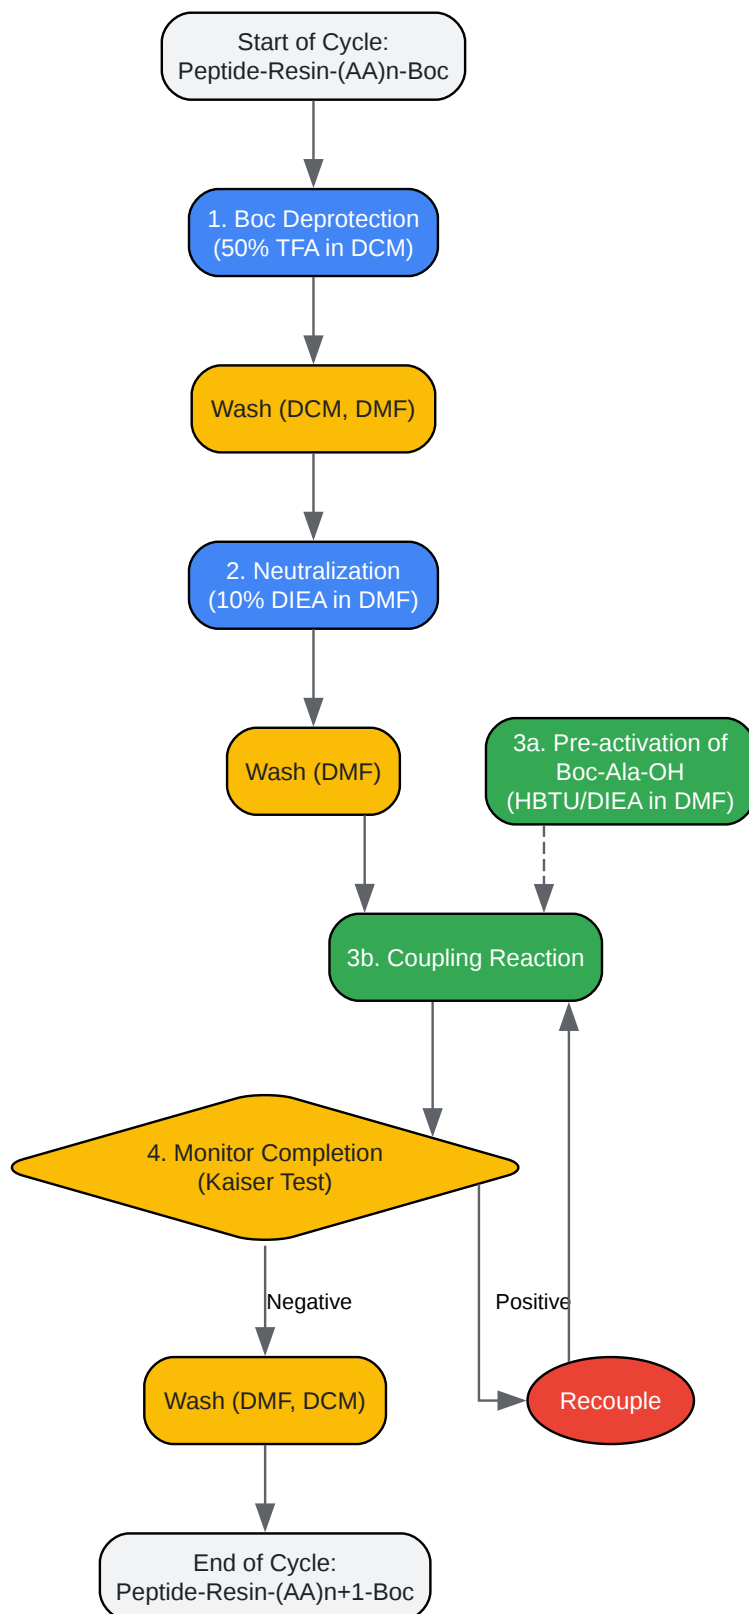 Start of Cycle:
Peptide-Resin-(AA)n-Boc
1. Boc Deprotection
(50% TFA in DCM)
Wash (DCM, DMF)
2. Neutralization
(10% DIEA in DMF)
Wash (DMF)
3a. Pre-activation of
Boc-Ala-OH
(HBTU/DIEA in DMF)
3b. Coupling Reaction
4. Monitor Completion
(Kaiser Test)
Negative
Positive
Wash (DMF, DCM)
Recouple
End of Cycle:
Peptide-Resin-(AA)n+1-Boc